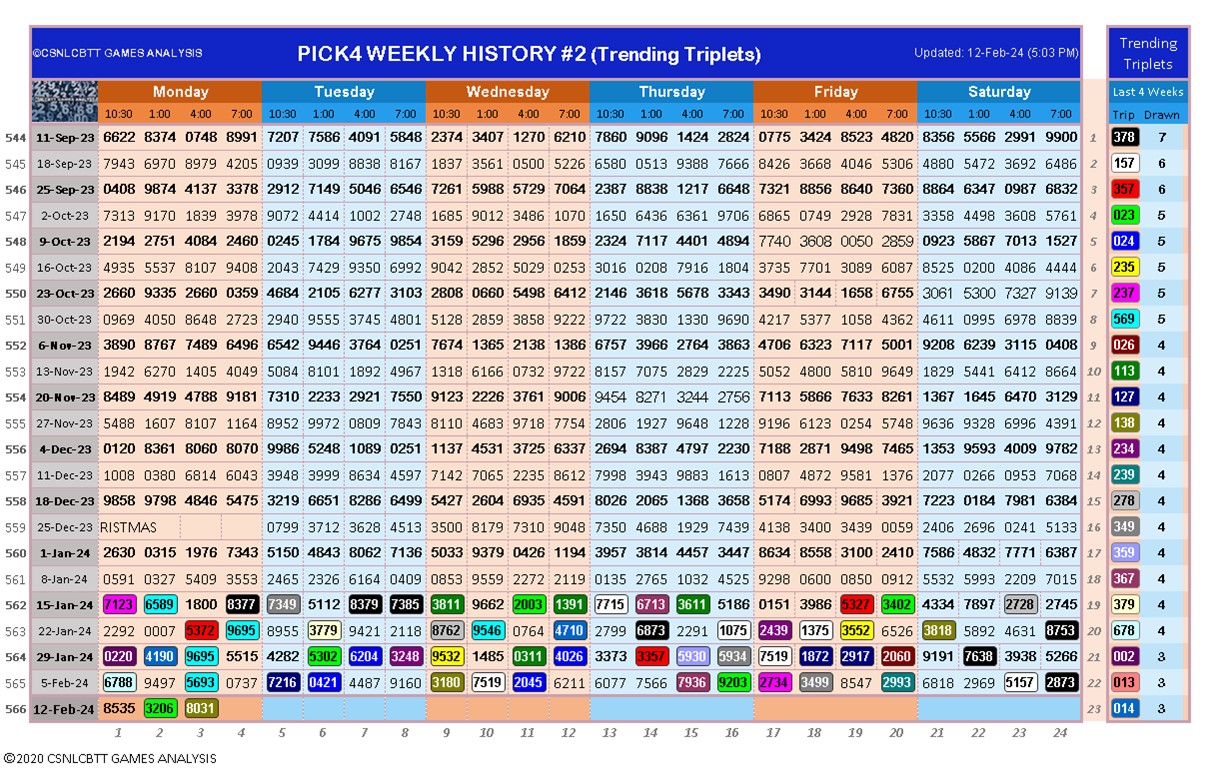 ©CSNLCBTT GAMES ANALYSIS PICK4 WEEKLY HISTORY #2 (Trending Triplets) Updated: 12-Feb-24 (5:03 PM) Trending Triplets
Monday Tuesday Wednesday Thursday Friday Saturday Last 4 Weeks
10:30 1:00 4:00 7:00 10:30 1:00 4:00 7:00 10:30 1:00 4:00 7:00 10:30 1:00 4:00 7:00 10:30 1:00 4:00 7:00 10:30 1:00 4:00 7:00 Trip Drawn
544 11-Sep-23 6622 8374 0748 8991 7207 7586 4091 5848 2374 3407 1270 6210 7860 9096 1424 2824 0775 3424 8523 4820 8356 5566 2991 9900 1 378 7
545 18-Sep-23 7943 6970 8979 4205 0939 3099 8838 8167 1837 3561 0500 5226 6580 0513 9388 7666 8426 3668 4046 5306 4880 5472 3692 6486 2 157 6
546 25-Sep-23 0408 9874 4137 3378 2912 7149 5046 6546 7261 5988 5729 7064 2387 8838 1217 6648 7321 8856 8640 7360 8864 6347 0987 6832 3 357 6
547 2-Oct-23 7313 9170 1839 3978 9072 4414 1002 2748 1685 9012 3486 1070 1650 6436 6361 9706 6865 0749 2928 7831 3358 4498 3608 5761 4 023 5
548 9-Oct-23 2194 2751 4084 2460 0245 1784 9675 9854 3159 5296 2956 1859 2324 7117 4401 4894 7740 3608 0050 2859 0923 5867 7013 1527 5 024 5
549 16-Oct-23 4935 5537 8107 9408 2043 7429 9350 6992 9042 2852 5029 0253 3016 0208 7916 1804 3735 7701 3089 6087 8525 0200 4086 4444 6 235 5
550 23-Oct-23 2660 9335 2660 0359 4684 2105 6277 3103 2808 0660 5498 6412 2146 3618 5678 3343 3490 3144 1658 6755 3061 5300 7327 9139 7 237 5
551 30-Oct-23 0969 4050 8648 2723 2940 9555 3745 4801 5128 2859 3858 9222 9722 3830 1330 9690 4217 5377 1058 4362 4611 0995 6978 8839 8 569 5
552 6-Nov-23 3890 8767 7489 6496 6542 9446 3764 0251 7674 1365 2138 1386 6757 3966 2764 3863 4706 6323 7117 5001 9208 6239 3115 0408 9 026 4
553 13-Nov-23 1942 6270 1405 4049 5084 8101 1892 4967 1318 6166 0732 9722 8157 7075 2829 2225 5052 4800 5810 9649 1829 5441 6412 8664 10 113 4
554 20-Nov-23 8489 4919 4788 9181 7310 2233 2921 7550 9123 2226 3761 9006 9454 8271 3244 2756 7113 5866 7633 8261 1367 1645 6470 3129 11 127 4
555 27-Nov-23 5488 1607 8107 1164 8952 9972 0809 7843 8110 4683 9718 7754 2806 1927 9648 1228 9196 6123 0254 5748 9636 9328 6996 4391 12 138 4
556 4-Dec-23 0120 8361 8060 8070 9986 5248 1089 0251 1137 4531 3725 6337 2694 8387 4797 2230 7188 2871 9498 7465 1353 9593 4009 9782 13 234 4
557 11-Dec-23 1008 0380 6814 6043 3948 3999 8634 4597 7142 7065 2235 8612 7998 3943 9883 1613 0807 4872 9581 1376 2077 0266 0953 7068 14 239 4
558 18-Dec-23 9858 9798 4846 5475 3219 6651 8286 6499 5427 2604 6935 4591 8026 2065 1368 3658 5174 6993 9685 3921 7223 0184 7981 6384 15 278 4
559 25-Dec-23 RISTMAS 0799 3712 3628 4513 3500 8179 7310 9048 7350 4688 1929 7439 4138 3400 3439 0059 2406 2696 0241 5133 16 349 4
560 1-Jan-24 2630 0315 1976 7343 5150 4843 8062 7136 5033 9379 0426 1194 3957 3814 4457 3447 8634 8558 3100 2410 7586 4832 7771 6387 17 359 4
561 8-Jan-24 0591 0327 5409 3553 2465 2326 6164 0409 0853 9559 2272 2119 0135 2765 1032 4525 9298 0600 0850 0912 5532 5993 2209 7015 18 367 4
562 15-Jan-24 7123 6589 1800 8377 7349 5112 8379 7385 3811 9662 2003 1391 7715 6713 3611 5186 0151 3986 5327 3402 4334 7897 2728 2745 19 379 4
563 22-Jan-24 2292 0007 5372 9695 8955 3779 9421 2118 8762 9546 0764 4710 2799 6873 2291 1075 2439 1375 3552 6526 3818 5892 4631 8753 20 678 4
564 29-Jan-24 0220 4190 9695 5515 4282 5302 6204 3248 9532 1485 0311 4026 3373 3357 5930 5934 7519 1872 2917 2060 9191 7638 3938 5266 21 002 3
565 5-Feb-24 6788 9497 5693 0737 7216 0421 4487 9160 3180 7519 2045 6211 6077 7566 7936 9203 2734 3499 8547 2993 6818 2969 5157 2873 22 013 3
566 12-Feb-24 8535 3206 8031 23 014 3
1 2 3 4 5 6 7 8 9 10 11 12 13 14 15 16 17 18 19 20 21 22 23 24
©2020 CSNLCBTT GAMES ANALYSIS